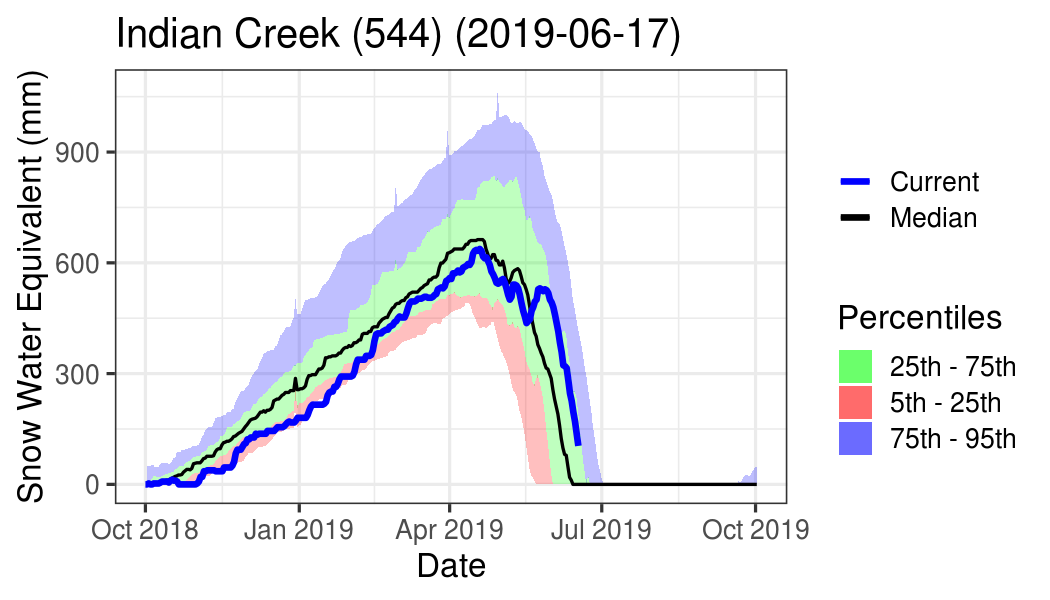 Indian Creek (544) (2019-06-17)
Snow Water Equivalent (mm)
900
600
300
0
Oct 2018
Jan 2019
Apr 2019
Jul 2019
Oct 2019
Date
Current
Median
Percentiles
25th - 75th
5th - 25th
75th - 95th